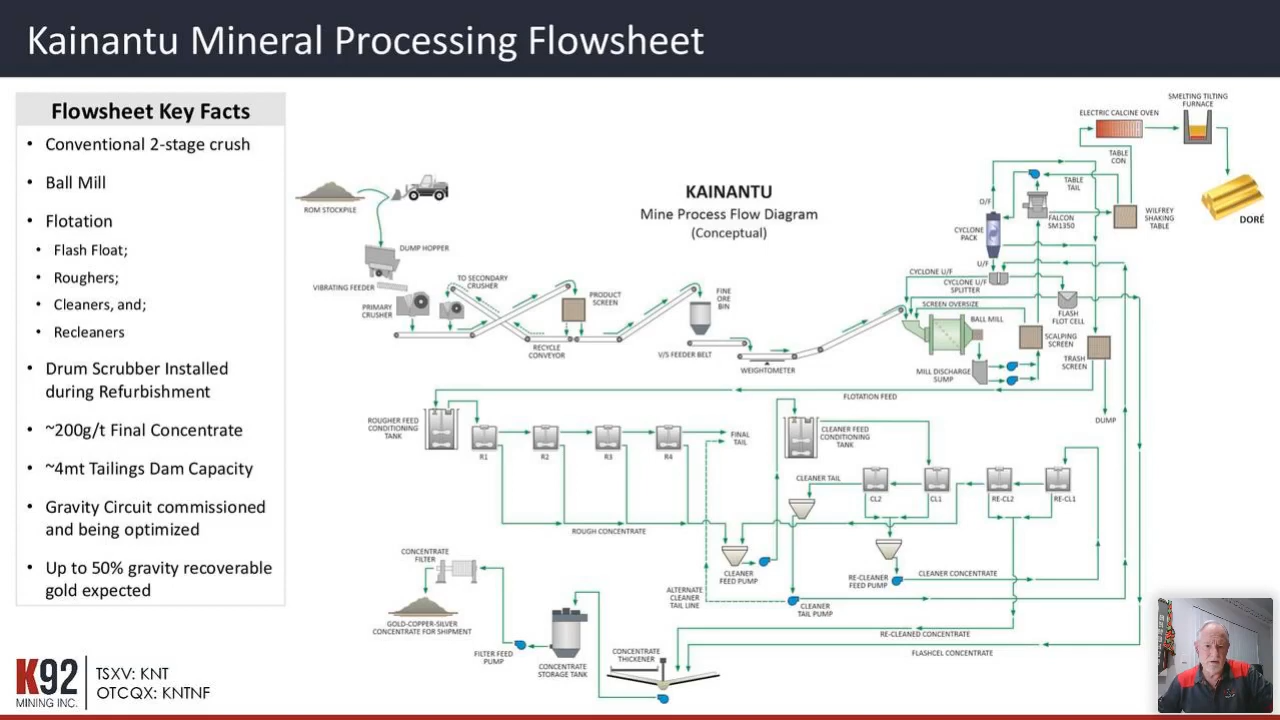 Kainantu Mineral Processing Flowsheet
Flowsheet Key Facts
• Conventional 2-stage crush
• Ball Mill
• Flotation
• Flash Float;
• Roughers;
• Cleaners, and;
• Recleaners
• Drum Scrubber Installed
during Refurbishment
• ~200g/t Final Concentrate
• ~4mt Tailings Dam Capacity
• Gravity Circuit commissioned
and being optimized
• Up to 50% gravity recoverable
gold expected
KAINANTU
Mine Process Flow Diagram
(Conceptual)
ROM STOCKPILE
DUMP HOPPER
VIBRATING FEEDER
PRIMARY
CRUSHER
TO SECONDARY
CRUSHER
PRODUCT
SCREEN
RECYCLE
CONVEYOR
FINE
ORE
BIN
V/S FEEDER BELT
WEIGHTOMETER
SMELTING TILTING
FURNACE
ELECTRIC CALCINE OVEN
TABLE
CON
TABLE
TAIL
DORÉ
O/F
FALCON
SM1350
WILFREY
SHAKING
TABLE
CYCLONE
PACK
U/F
CYCLONE U/F
CYCLONE U/F
SPLITTER
SCREEN OVERSIZE
FLASH
FLOT CELL
BALL MILL
SCALPING
SCREEN
TRASH
SCREEN
MILL DISCHARGE
SUMP
DUMP
FLOTATION FEED
ROUGHER FEED
CONDITIONING
TANK
R1
R2
R3
R4
FINAL
TAIL
CLEANER FEED
CONDITIONING
TANK
CLEANER TAIL
CL2
CL1
RE-CL2
RE-CL1
ROUGH CONCENTRATE
CLEANER
FEED PUMP
RE-CLEANER
FEED PUMP
CLEANER CONCENTRATE
ALTERNATE
CLEANER
TAIL LINE
CLEANER
TAIL PUMP
CONCENTRATE
FILTER
GOLD-COPPER-SILVER
CONCENTRATE FOR SHIPMENT
FILTER FEED
PUMP
CONCENTRATE
STORAGE TANK
CONCENTRATE
THICKENER
RE-CLEANED CONCENTRATE
FLASHCEL CONCENTRATE
K92
MINING INC.
TSXV: KNT
OTCQX: KNTNF